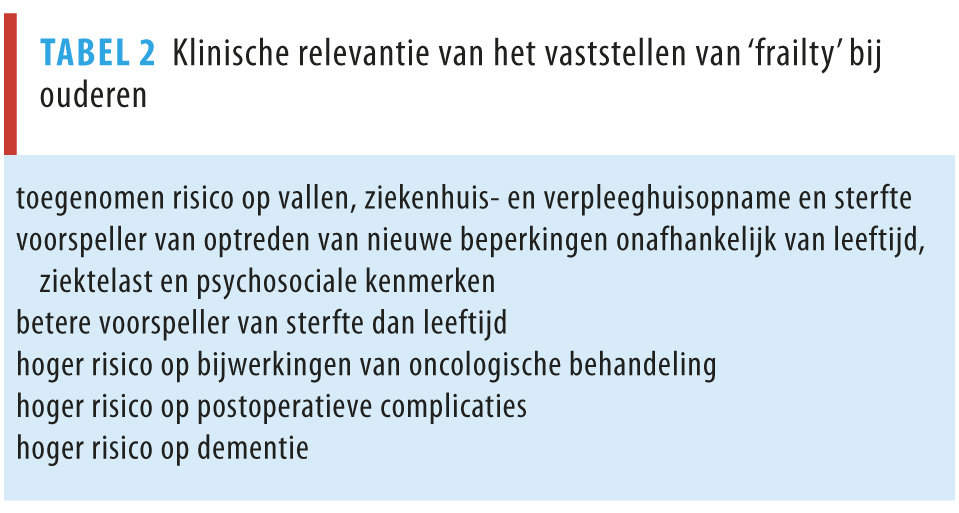 TABEL 2 Klinische relevantie van het vaststellen van ‘frailty’ bij
ouderen
toegenomen risico op vallen, ziekenhuis- en verpleeghuisopname en sterfte
voorspeller van optreden van nieuwe beperkingen onafhankelijk van leeftijd,
ziektelast en psychosociale kenmerken
betere voorspeller van sterfte dan leeftijd
hoger risico op bijwerkingen van oncologische behandeling
hoger risico op postoperatieve complicaties
hoger risico op dementie